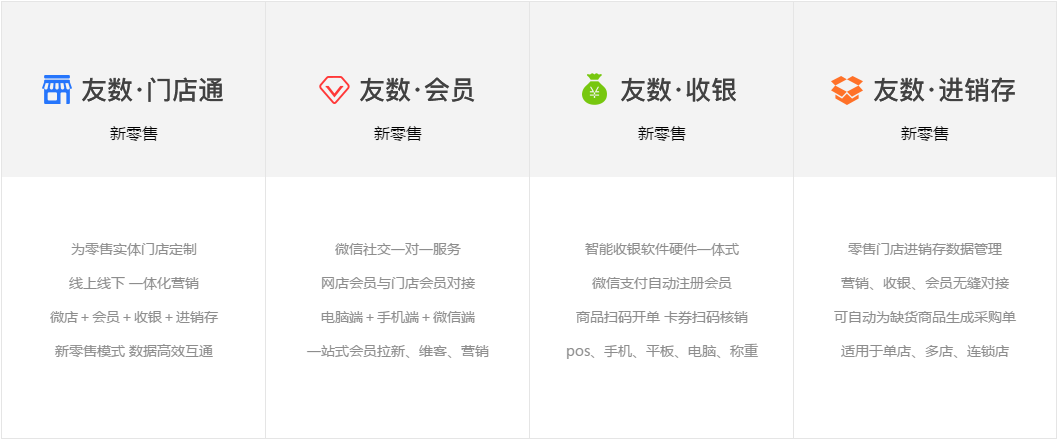 友数·门店通
新零售
为零售实体门店定制
线上线下 一体化营销
微店+会员+收银+进销存
新零售模式 数据高效互通
友数·会员
新零售
微信社交一对一服务
网店会员与门店会员对接
电脑端+手机端+微信端
一站式会员拉新、维客、营销
友数·收银
新零售
智能收银软件硬件一体式
微信支付自动注册会员
商品扫码开单 卡券扫码核销
pos、手机、平板、电脑、称重
友数·进销存
新零售
零售门店进销存数据管理
营销、收银、会员无缝对接
可自动为缺货商品生成采购单
适用于单店、多店、连锁店